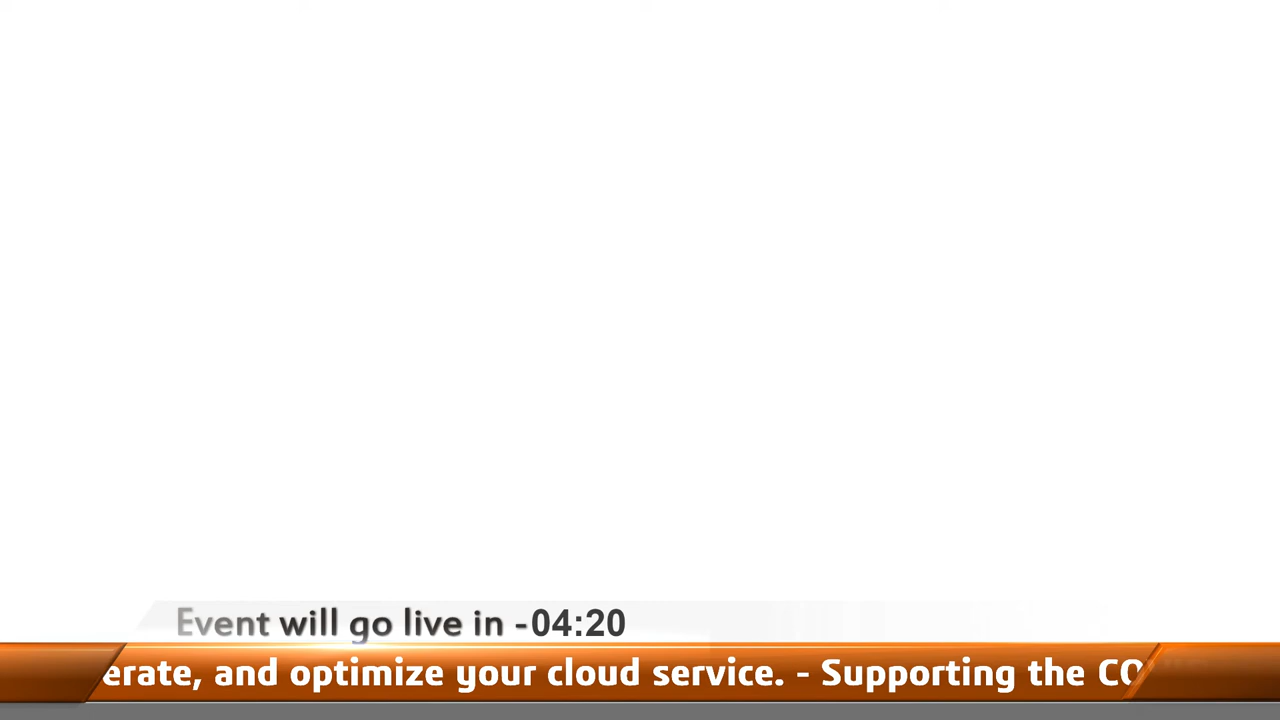 Event will go live in -04:20
erate, and optimize your cloud service. - Supporting the CO